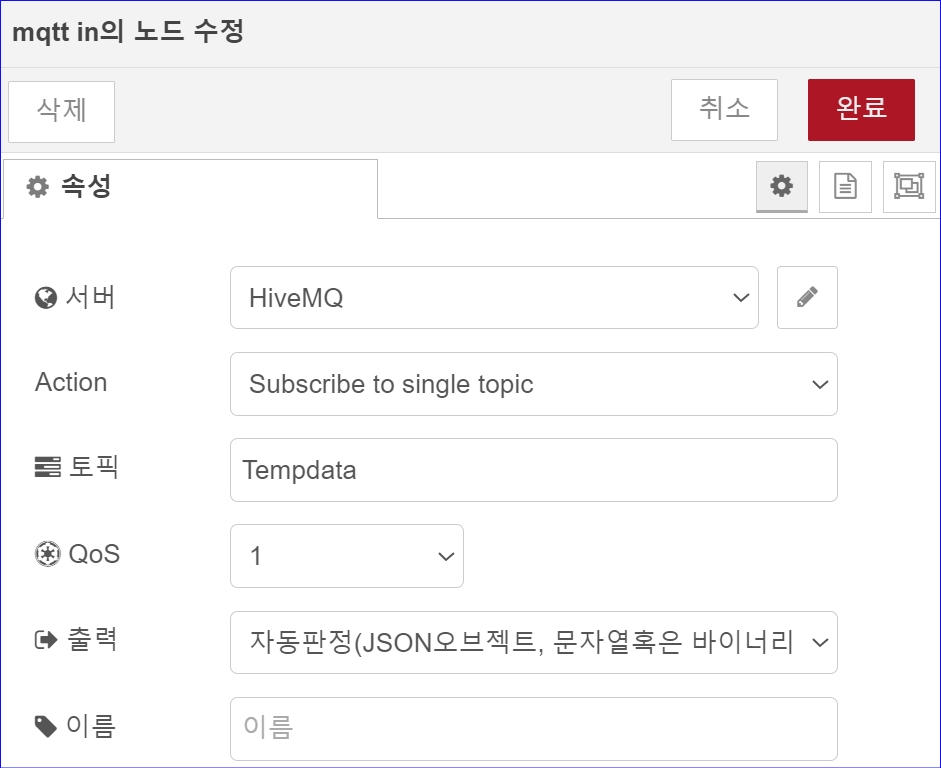 mqtt in의 노드 수정
삭제
취소
완료
속성
서버
HiveMQ
Action
Subscribe to single topic
토픽
Tempdata
QoS
1
출력
자동판정(JSON오브젝트, 문자열혹은 바이너리
이름
이름